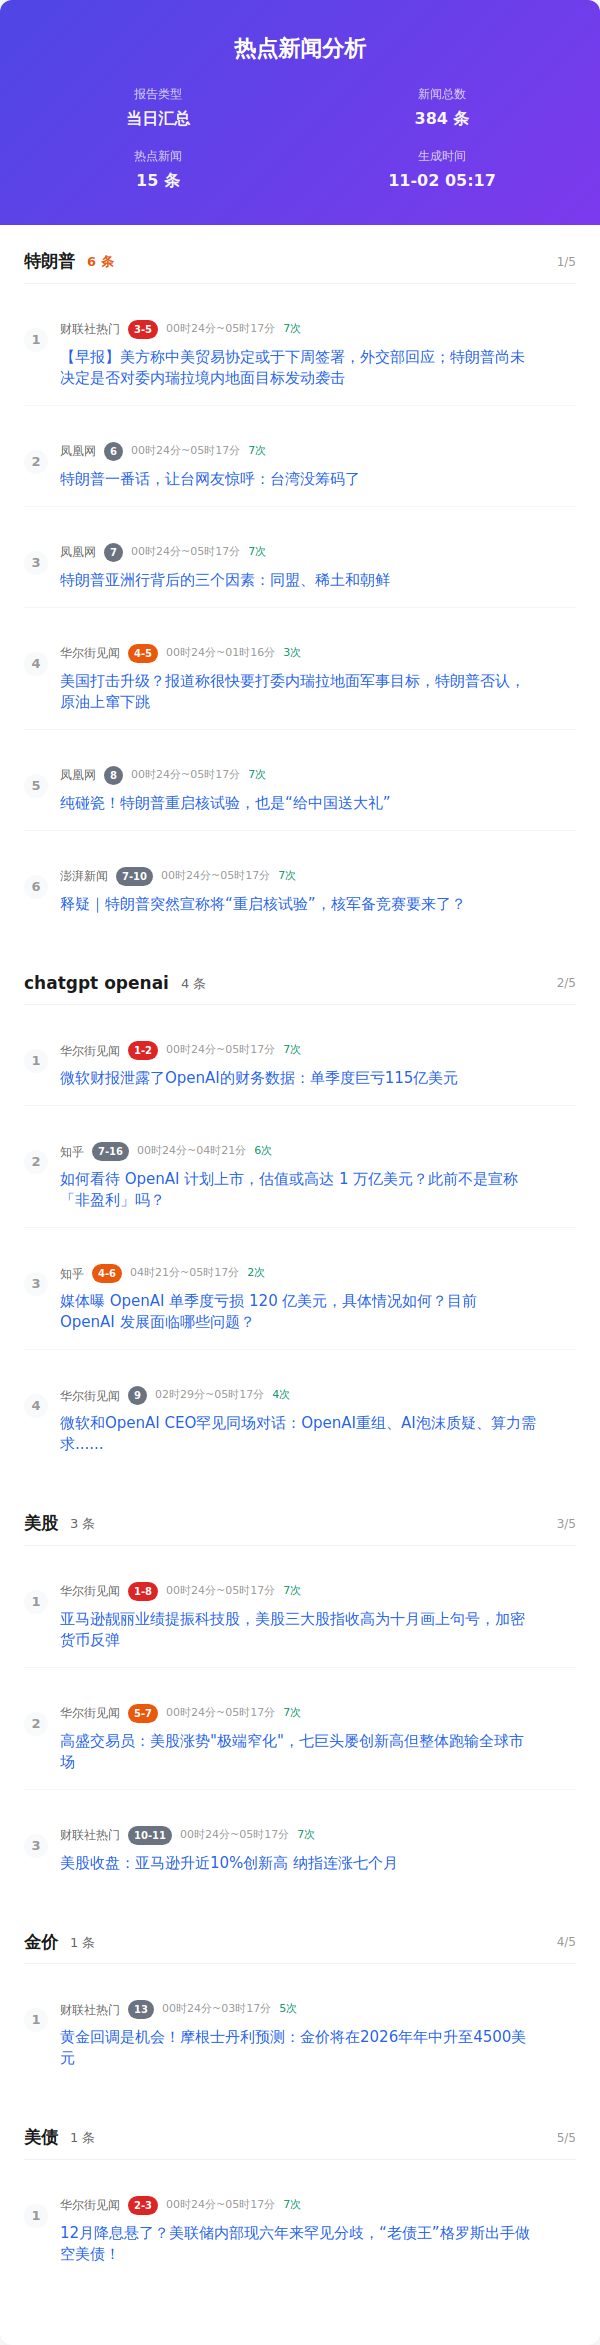 热点新闻分析
报告类型
当日汇总
新闻总数
384 条
热点新闻
15 条
生成时间
11-02 05:17
特朗普 6 条 1/5
1 财联社热门 3-5 00时24分~05时17分 7次
【早报】美方称中美贸易协定或于下周签署，外交部回应；特朗普尚未
决定是否对委内瑞拉境内地面目标发动袭击
2 凤凰网 6 00时24分~05时17分 7次
特朗普一番话，让台网友惊呼：台湾没筹码了
3 凤凰网 7 00时24分~05时17分 7次
特朗普亚洲行背后的三个因素：同盟、稀土和朝鲜
4 华尔街见闻 4-5 00时24分~01时16分 3次
美国打击升级？报道称很快要打委内瑞拉地面军事目标，特朗普否认，
原油上窜下跳
5 凤凰网 8 00时24分~05时17分 7次
纯碰瓷！特朗普重启核试验，也是“给中国送大礼”
6 澎湃新闻 7-10 00时24分~05时17分 7次
释疑｜特朗普突然宣称将“重启核试验”，核军备竞赛要来了？
chatgpt openai 4 条 2/5
1 华尔街见闻 1-2 00时24分~05时17分 7次
微软财报泄露了OpenAI的财务数据：单季度巨亏115亿美元
2 知乎 7-16 00时24分~04时21分 6次
如何看待 OpenAI 计划上市，估值或高达 1 万亿美元？此前不是宣称
「非盈利」吗？
3 知乎 4-6 04时21分~05时17分 2次
媒体曝 OpenAI 单季度亏损 120 亿美元，具体情况如何？目前
OpenAI 发展面临哪些问题？
4 华尔街见闻 9 02时29分~05时17分 4次
微软和OpenAI CEO罕见同场对话：OpenAI重组、AI泡沫质疑、算力需
求……
美股 3 条 3/5
1 华尔街见闻 1-8 00时24分~05时17分 7次
亚马逊靓丽业绩提振科技股，美股三大股指收高为十月画上句号，加密
货币反弹
2 华尔街见闻 5-7 00时24分~05时17分 7次
高盛交易员：美股涨势"极端窄化"，七巨头屡创新高但整体跑输全球市
场
3 财联社热门 10-11 00时24分~05时17分 7次
美股收盘：亚马逊升近10%创新高 纳指连涨七个月
金价 1 条 4/5
1 财联社热门 13 00时24分~03时17分 5次
黄金回调是机会！摩根士丹利预测：金价将在2026年年中升至4500美
元
美债 1 条 5/5
1 华尔街见闻 2-3 00时24分~05时17分 7次
12月降息悬了？美联储内部现六年来罕见分歧，“老债王”格罗斯出手做
空美债！